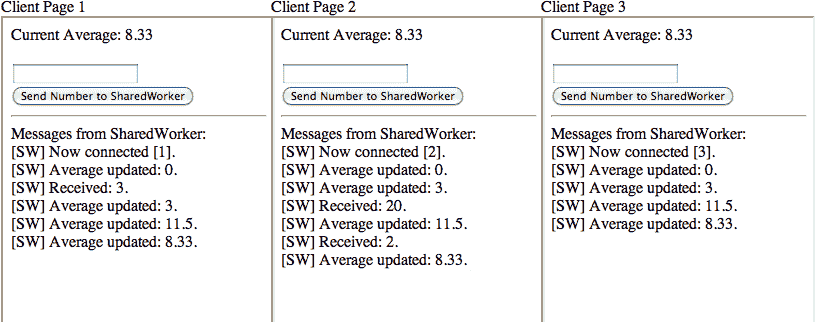 Client Page 1
Current Average: 8.33
Send Number to SharedWorker
Messages from SharedWorker:
[SW] Now connected [1].
[SW] Average updated: 0.
[SW] Received: 3.
[SW] Average updated: 3.
[SW] Average updated: 11.5.
[SW] Average updated: 8.33.
Client Page 2
Current Average: 8.33
Send Number to SharedWorker
Messages from SharedWorker:
[SW] Now connected [2].
[SW] Average updated: 0.
[SW] Average updated: 3.
[SW] Received: 20.
[SW] Average updated: 11.5.
[SW] Received: 2.
[SW] Average updated: 8.33.
Client Page 3
Current Average: 8.33
Send Number to SharedWorker
Messages from SharedWorker:
[SW] Now connected [3].
[SW] Average updated: 0.
[SW] Average updated: 3.
[SW] Average updated: 11.5.
[SW] Average updated: 8.33.